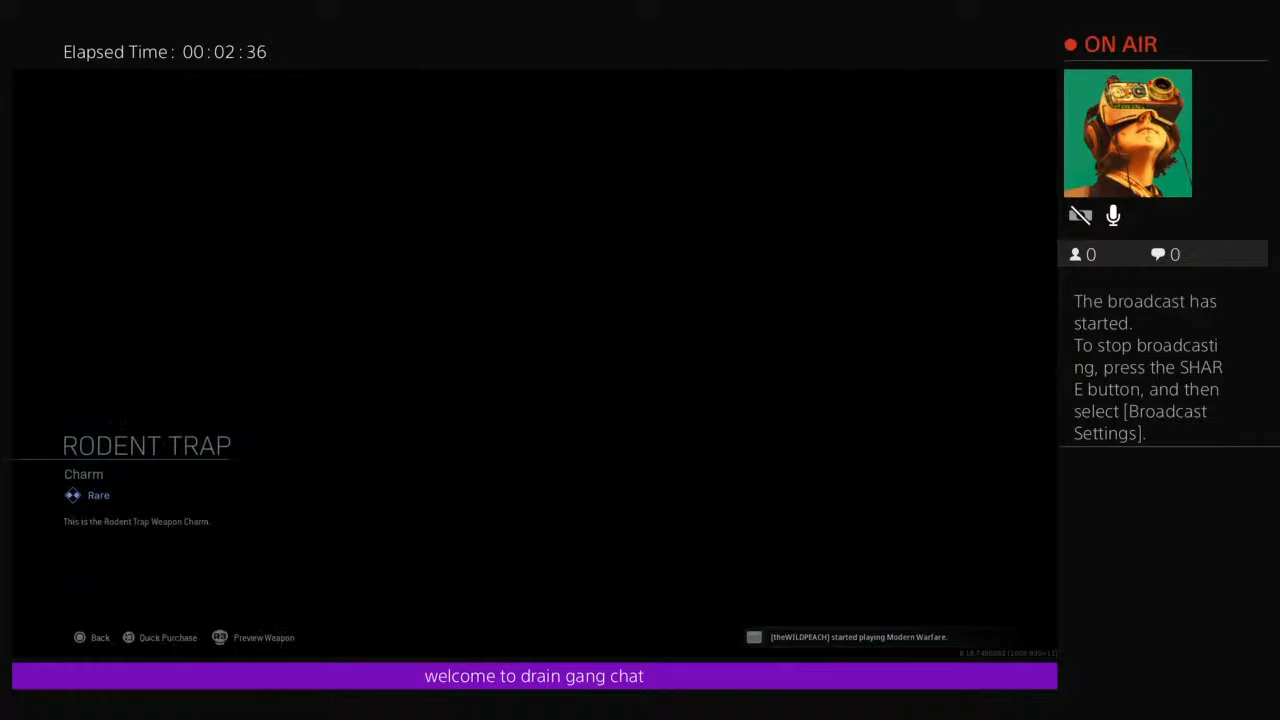 Elapsed Time: 00:02:36
ON AIR
0
0
The broadcast has
started.
To stop broadcasti
ng, press the SHAR
E button, and then
select [Broadcast
Settings].
RODENT TRAP
Charm
Rare
This is the Rodent Trap Weapon Charm.
Back
Quick Purchase
R3
Preview Weapon
[theWILDPEACH] started playing Modern Warfare.
welcome to drain gang chat